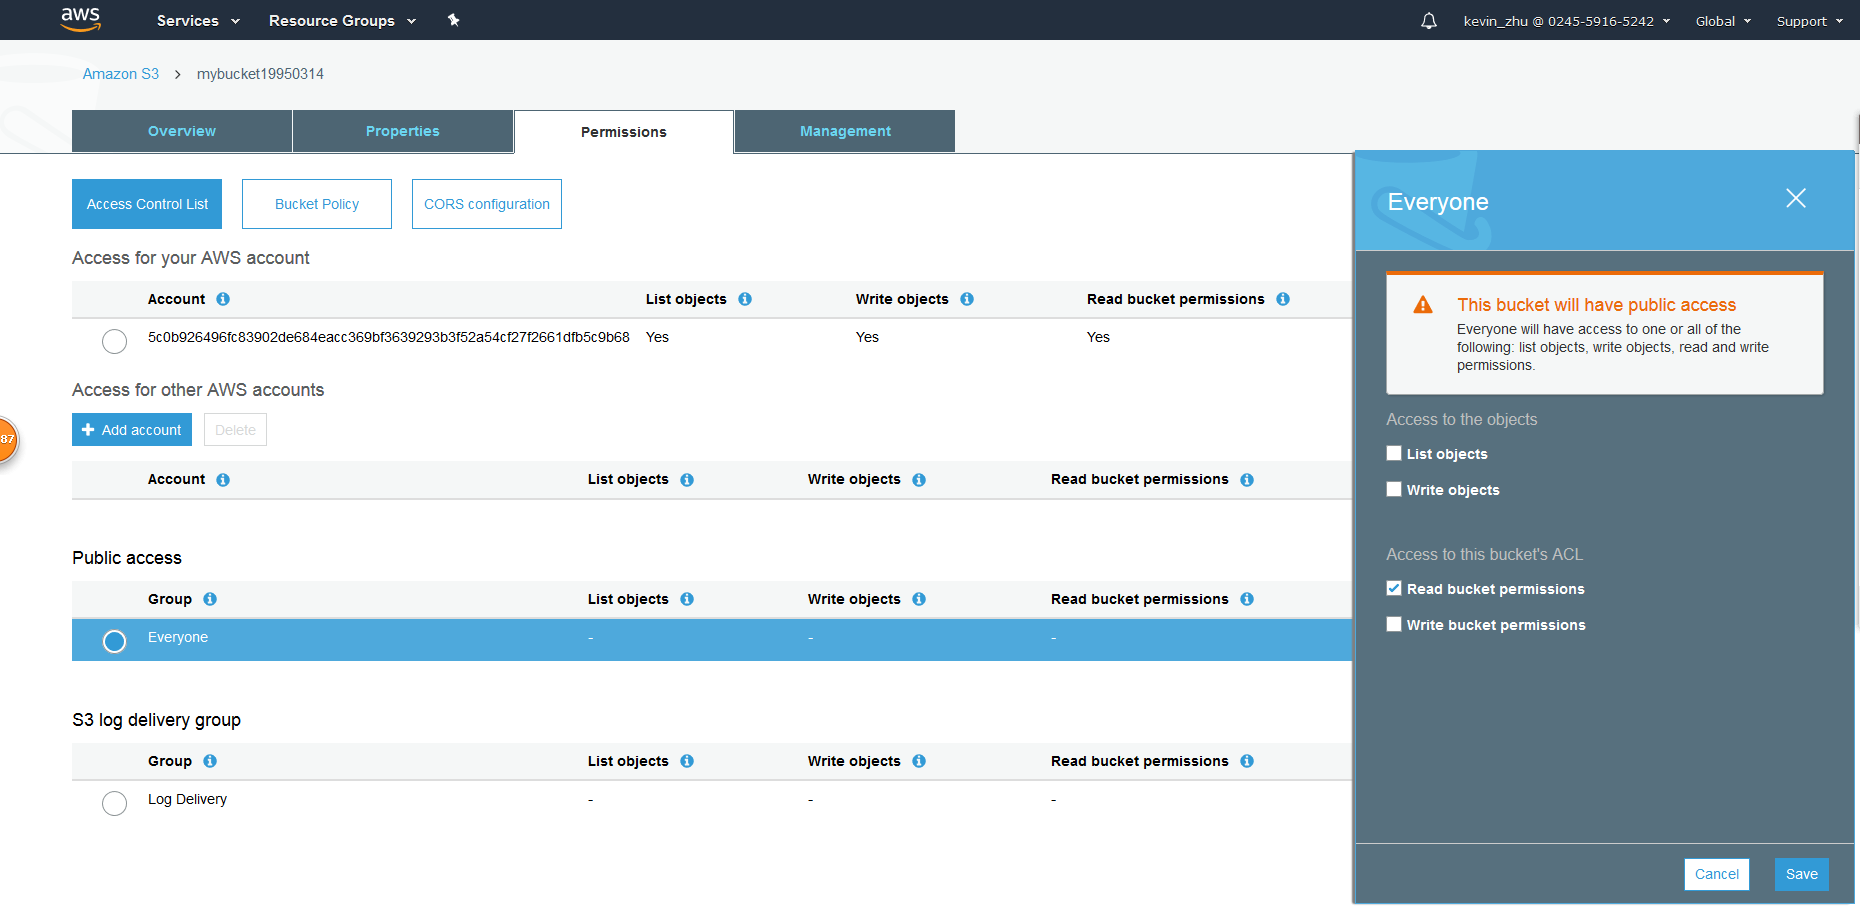 aws Services Resource Groups kevin_zhu @ 0245-5916-5242 Global Support
Amazon S3 > mybucket19950314
Overview Properties Permissions Management
Access Control List Bucket Policy CORS configuration
Access for your AWS account
Account List objects Write objects Read bucket permissions
5c0b926496fc83902de684eacc369bf3639293b3f52a54cf27f2661dfb5c9b68 Yes Yes Yes
Access for other AWS accounts
+ Add account Delete
87
Account List objects Write objects Read bucket permissions
Public access
Group List objects Write objects Read bucket permissions
Everyone - - -
S3 log delivery group
Group List objects Write objects Read bucket permissions
Log Delivery - - -
Everyone
This bucket will have public access
Everyone will have access to one or all of the
following: list objects, write objects, read and write
permissions.
Access to the objects
List objects
Write objects
Access to this bucket's ACL
Read bucket permissions
Write bucket permissions
Cancel Save